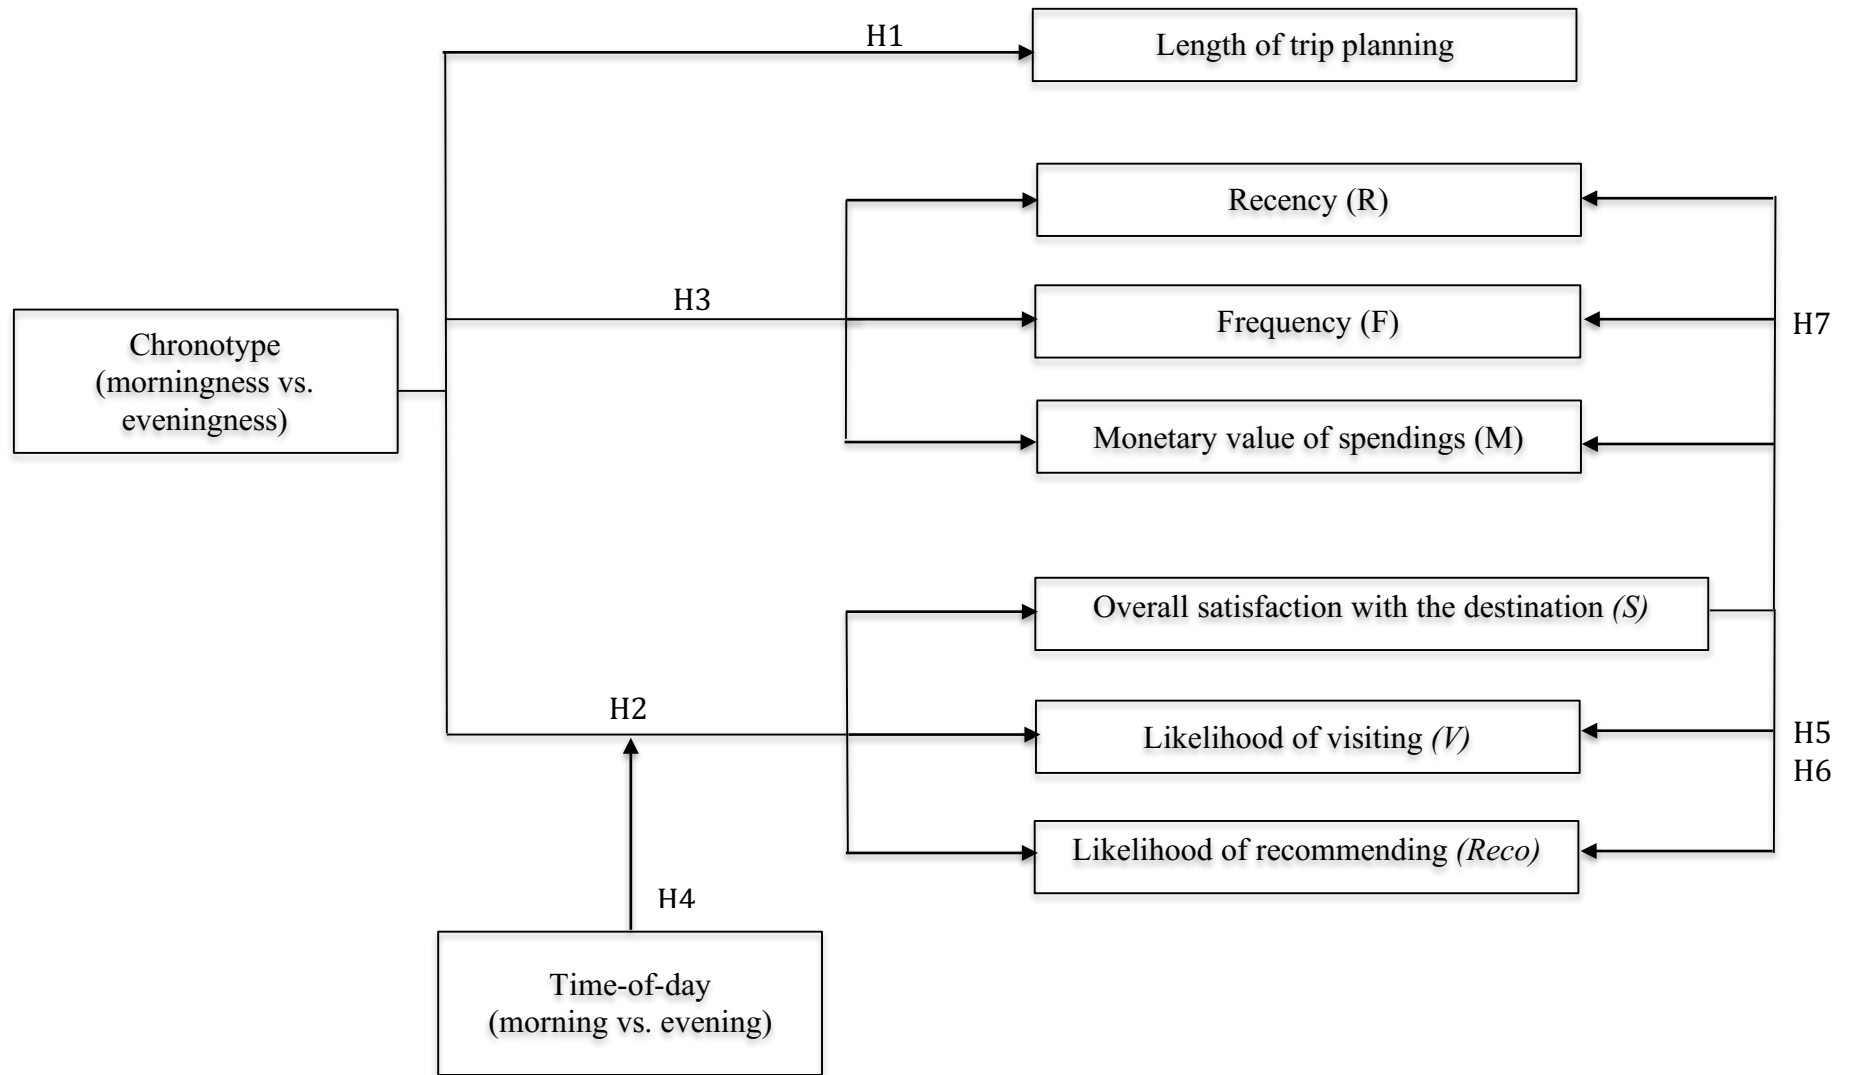 H1
Length of trip planning
Recency (R)
H3
Frequency (F)
H7
Chronotype
(morningness vs.
eveningness)
Monetary value of spendings (M)
Overall satisfaction with the destination (S)
H2
Likelihood of visiting (V)
H5
H6
Likelihood of recommending (Reco)
H4
Time-of-day
(morning vs. evening)